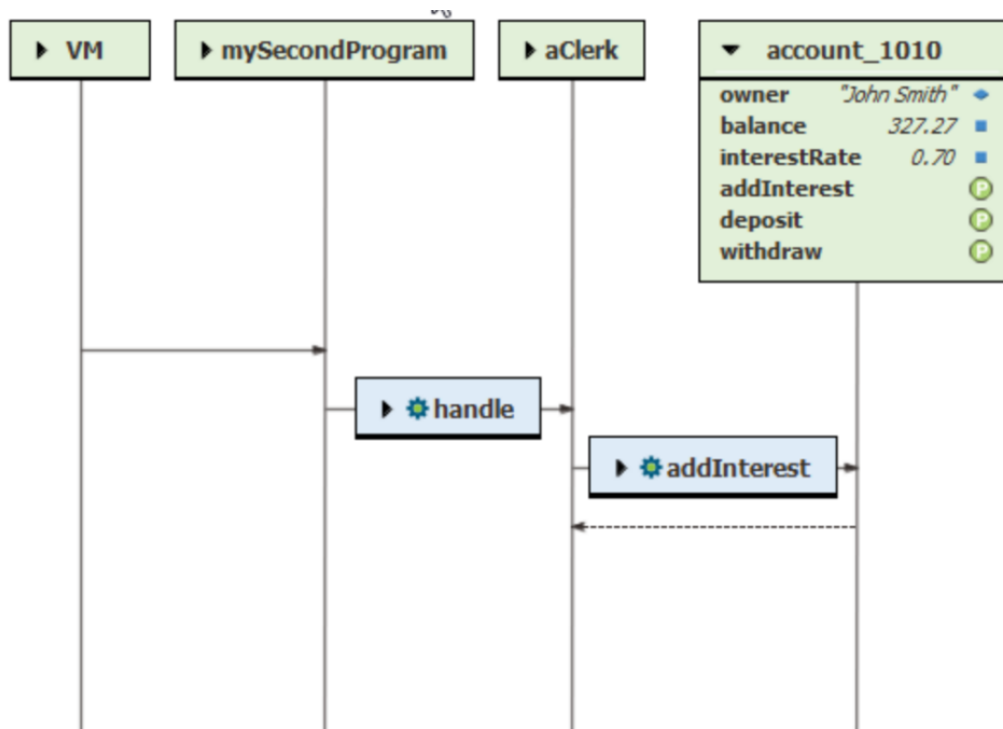 VM
mySecondProgram
aClerk
account_1010
owner "John Smith"
balance 327.27
interestRate 0.70
addInterest P
deposit P
withdraw P
handle
addInterest